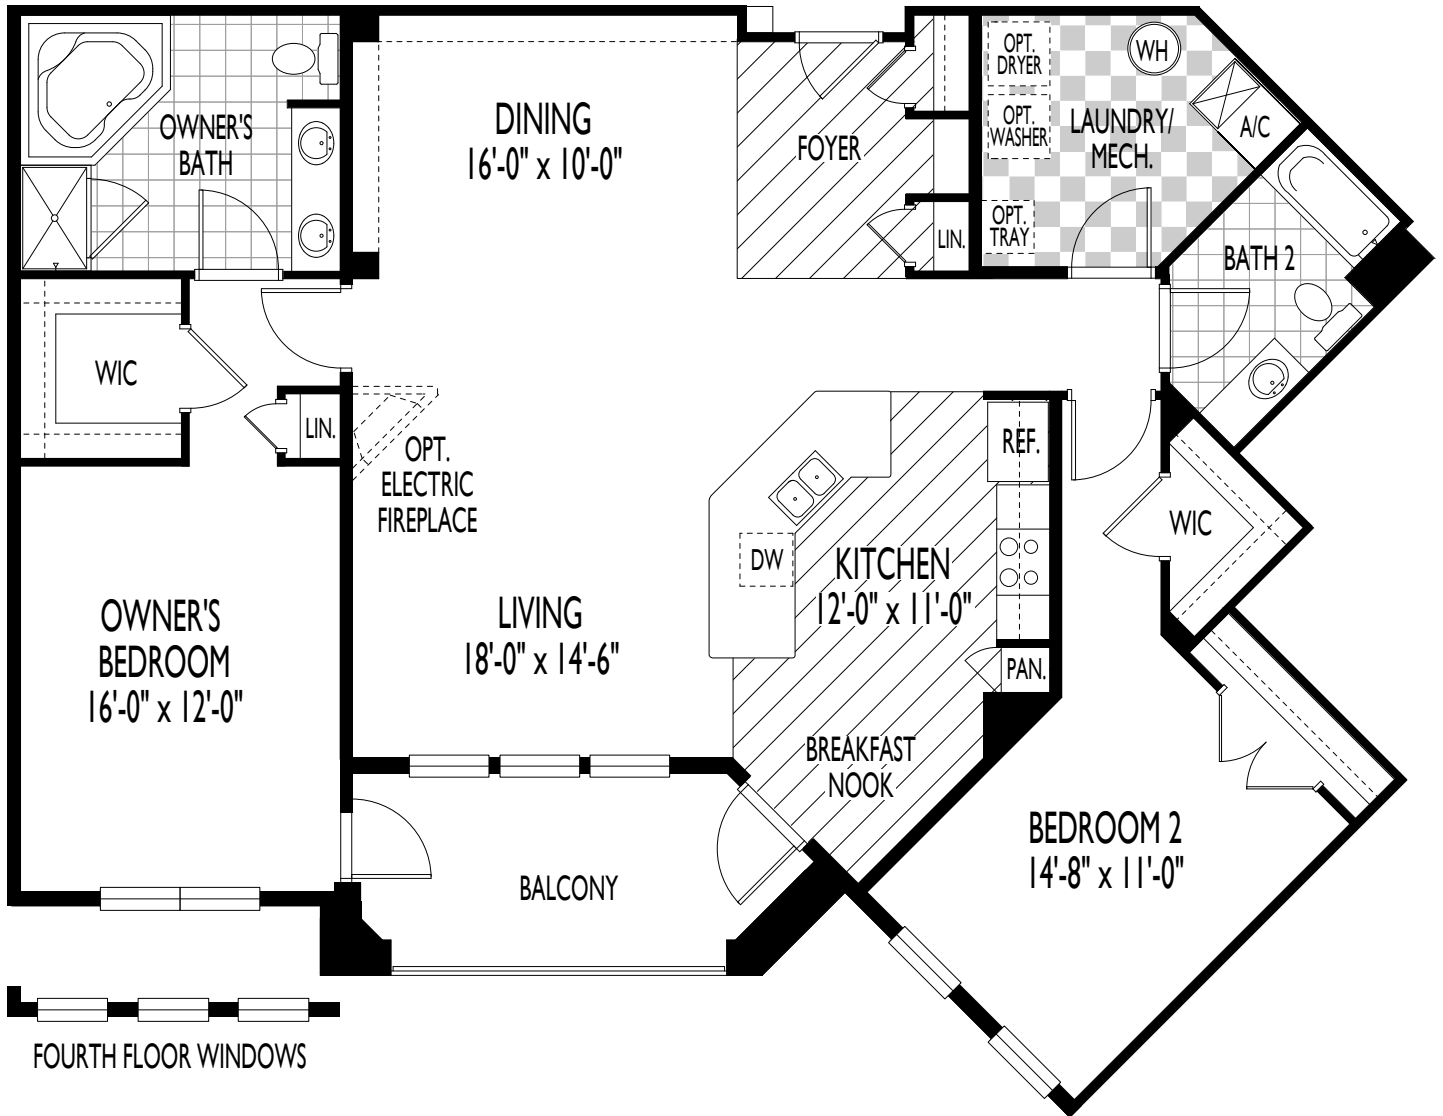 OPT.
DRYER
WH
OPT.
WASHER
LAUNDRY/
MECH.
A/C
OWNER'S
BATH
DINING
16'-0" x 10'-0"
FOYER
OPT.
TRAY
LIN.
BATH 2
WIC
LIN.
OPT.
ELECTRIC
FIREPLACE
REF.
WIC
DW
KITCHEN
12'-0" x 11'-0"
OWNER'S
BEDROOM
16'-0" x 12'-0"
LIVING
18'-0" x 14'-6"
PAN.
BREAKFAST
NOOK
BEDROOM 2
14'-8" x 11'-0"
BALCONY
FOURTH FLOOR WINDOWS